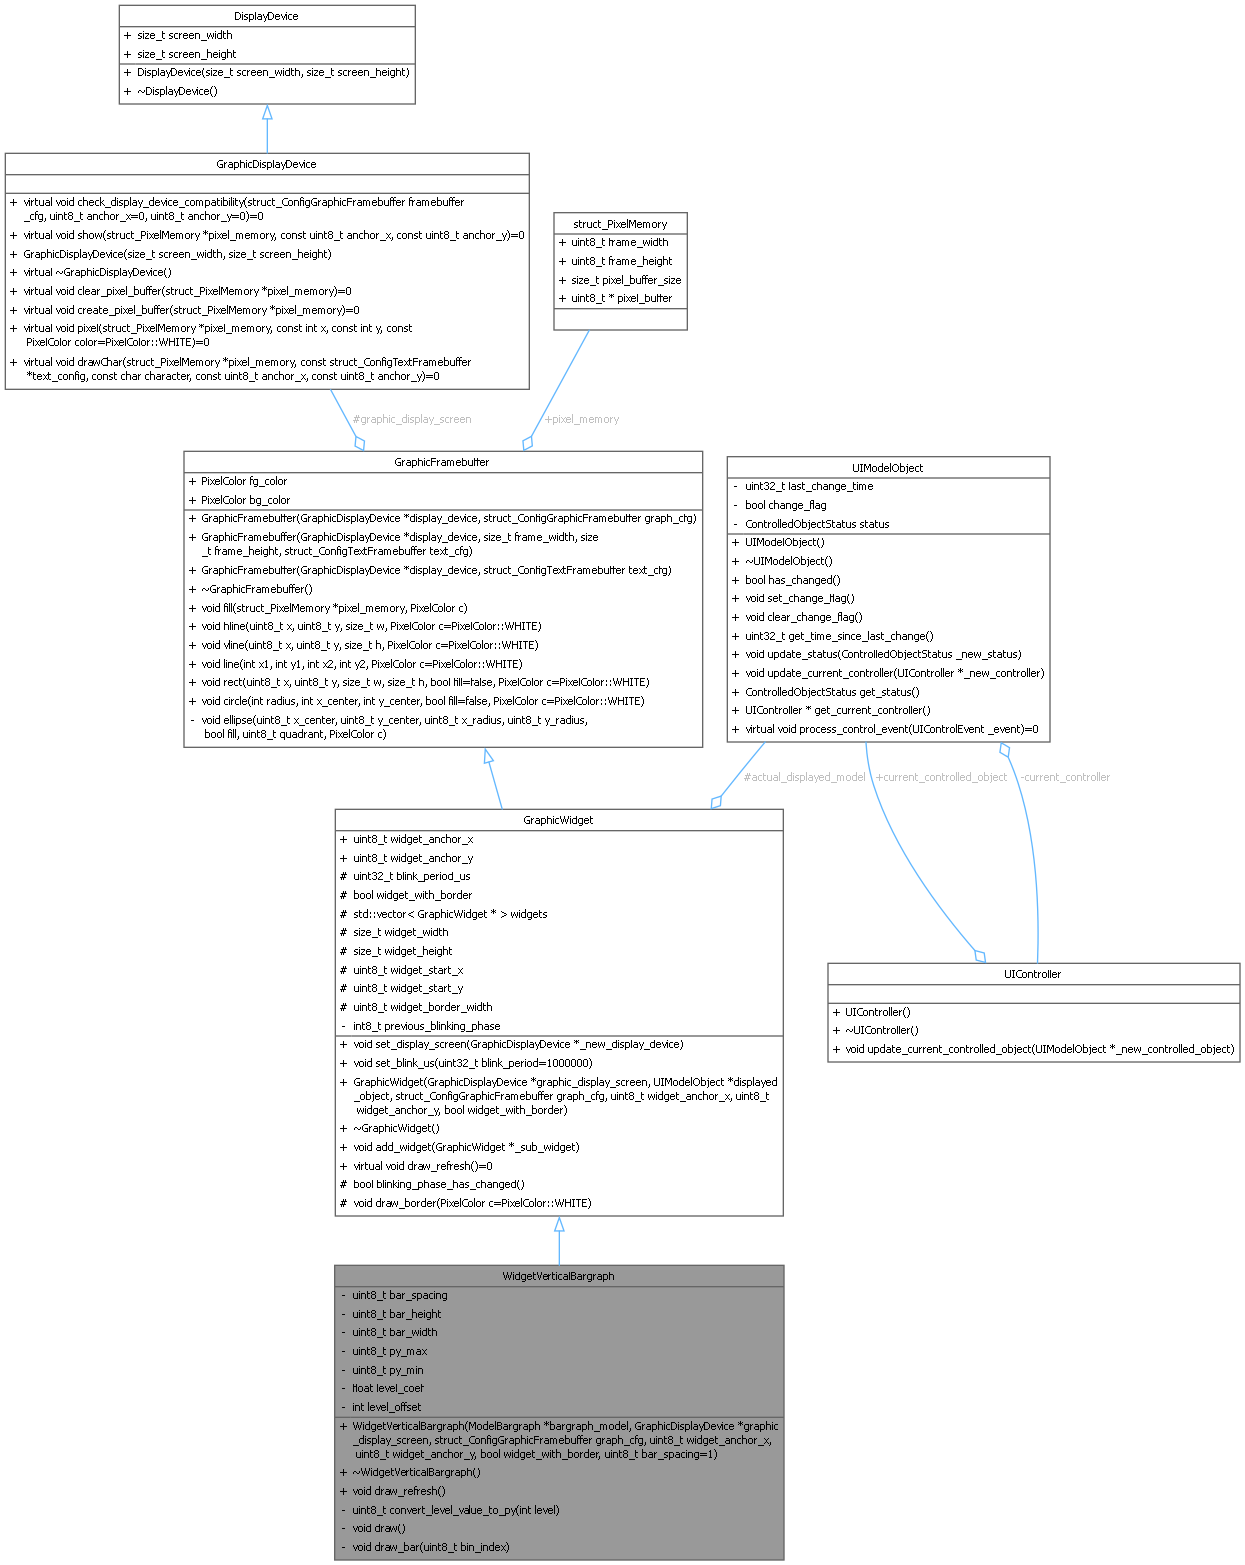 DisplayDevice
+ size_t screen_width
+ size_t screen_height
+ DisplayDevice(size_t screen_width, size_t screen_height)
+ ~DisplayDevice()
GraphicDisplayDevice
+ virtual void check_display_device_compatibility(struct_ConfigGraphicFramebuffer framebuffer
_cfg, uint8_t anchor_x=0, uint8_t anchor_y=0)=0
+ virtual void show(struct_PixelMemory *pixel_memory, const uint8_t anchor_x, const uint8_t anchor_y)=0
+ GraphicDisplayDevice(size_t screen_width, size_t screen_height)
+ virtual ~GraphicDisplayDevice()
+ virtual void clear_pixel_buffer(struct_PixelMemory *pixel_memory)=0
+ virtual void create_pixel_buffer(struct_PixelMemory *pixel_memory)=0
+ virtual void pixel(struct_PixelMemory *pixel_memory, const int x, const int y, const
PixelColor color=PixelColor::WHITE)=0
+ virtual void drawChar(struct_PixelMemory *pixel_memory, const struct_ConfigTextFramebuffer
*text_config, const char character, const uint8_t anchor_x, const uint8_t anchor_y)=0
struct_PixelMemory
+ uint8_t frame_width
+ uint8_t frame_height
+ size_t pixel_buffer_size
+ uint8_t * pixel_buffer
#graphic_display_screen
+pixel_memory
GraphicFramebuffer
+ PixelColor fg_color
+ PixelColor bg_color
+ GraphicFramebuffer(GraphicDisplayDevice *display_device, struct_ConfigGraphicFramebuffer graph_cfg)
+ GraphicFramebuffer(GraphicDisplayDevice *display_device, size_t frame_width, size
_t frame_height, struct_ConfigTextFramebuffer text_cfg)
+ GraphicFramebuffer(GraphicDisplayDevice *display_device, struct_ConfigTextFramebuffer text_cfg)
+ ~GraphicFramebuffer()
+ void fill(struct_PixelMemory *pixel_memory, PixelColor c)
+ void hline(uint8_t x, uint8_t y, size_t w, PixelColor c=PixelColor::WHITE)
+ void vline(uint8_t x, uint8_t y, size_t h, PixelColor c=PixelColor::WHITE)
+ void line(int x1, int y1, int x2, int y2, PixelColor c=PixelColor::WHITE)
+ void rect(uint8_t x, uint8_t y, size_t w, size_t h, bool fill=false, PixelColor c=PixelColor::WHITE)
+ void circle(int radius, int x_center, int y_center, bool fill=false, PixelColor c=PixelColor::WHITE)
- void ellipse(uint8_t x_center, uint8_t y_center, uint8_t x_radius, uint8_t y_radius,
bool fill, uint8_t quadrant, PixelColor c)
UIModelObject
- uint32_t last_change_time
- bool change_flag
- ControlledObjectStatus status
+ UIModelObject()
+ ~UIModelObject()
+ bool has_changed()
+ void set_change_flag()
+ void clear_change_flag()
+ uint32_t get_time_since_last_change()
+ void update_status(ControlledObjectStatus _new_status)
+ void update_current_controller(UIController *_new_controller)
+ ControlledObjectStatus get_status()
+ UIController * get_current_controller()
+ virtual void process_control_event(UIControlEvent _event)=0
#actual_displayed_model
+current_controlled_object
-current_controller
GraphicWidget
+ uint8_t widget_anchor_x
+ uint8_t widget_anchor_y
# uint32_t blink_period_us
# bool widget_with_border
# std::vector< GraphicWidget * > widgets
# size_t widget_width
# size_t widget_height
# uint8_t widget_start_x
# uint8_t widget_start_y
# uint8_t widget_border_width
- int8_t previous_blinking_phase
+ void set_display_screen(GraphicDisplayDevice *_new_display_device)
+ void set_blink_us(uint32_t blink_period=1000000)
+ GraphicWidget(GraphicDisplayDevice *graphic_display_screen, UIModelObject *displayed
_object, struct_ConfigGraphicFramebuffer graph_cfg, uint8_t widget_anchor_x, uint8_t
widget_anchor_y, bool widget_with_border)
+ ~GraphicWidget()
+ void add_widget(GraphicWidget *_sub_widget)
+ virtual void draw_refresh()=0
# bool blinking_phase_has_changed()
# void draw_border(PixelColor c=PixelColor::WHITE)
UIController
+ UIController()
+ ~UIController()
+ void update_current_controlled_object(UIModelObject *_new_controlled_object)
WidgetVerticalBargraph
- uint8_t bar_spacing
- uint8_t bar_height
- uint8_t bar_width
- uint8_t py_max
- uint8_t py_min
- float level_coef
- int level_offset
+ WidgetVerticalBargraph(ModelBargraph *bargraph_model, GraphicDisplayDevice *graphic
_display_screen, struct_ConfigGraphicFramebuffer graph_cfg, uint8_t widget_anchor_x,
uint8_t widget_anchor_y, bool widget_with_border, uint8_t bar_spacing=1)
+ ~WidgetVerticalBargraph()
+ void draw_refresh()
- uint8_t convert_level_value_to_py(int level)
- void draw()
- void draw_bar(uint8_t bin_index)